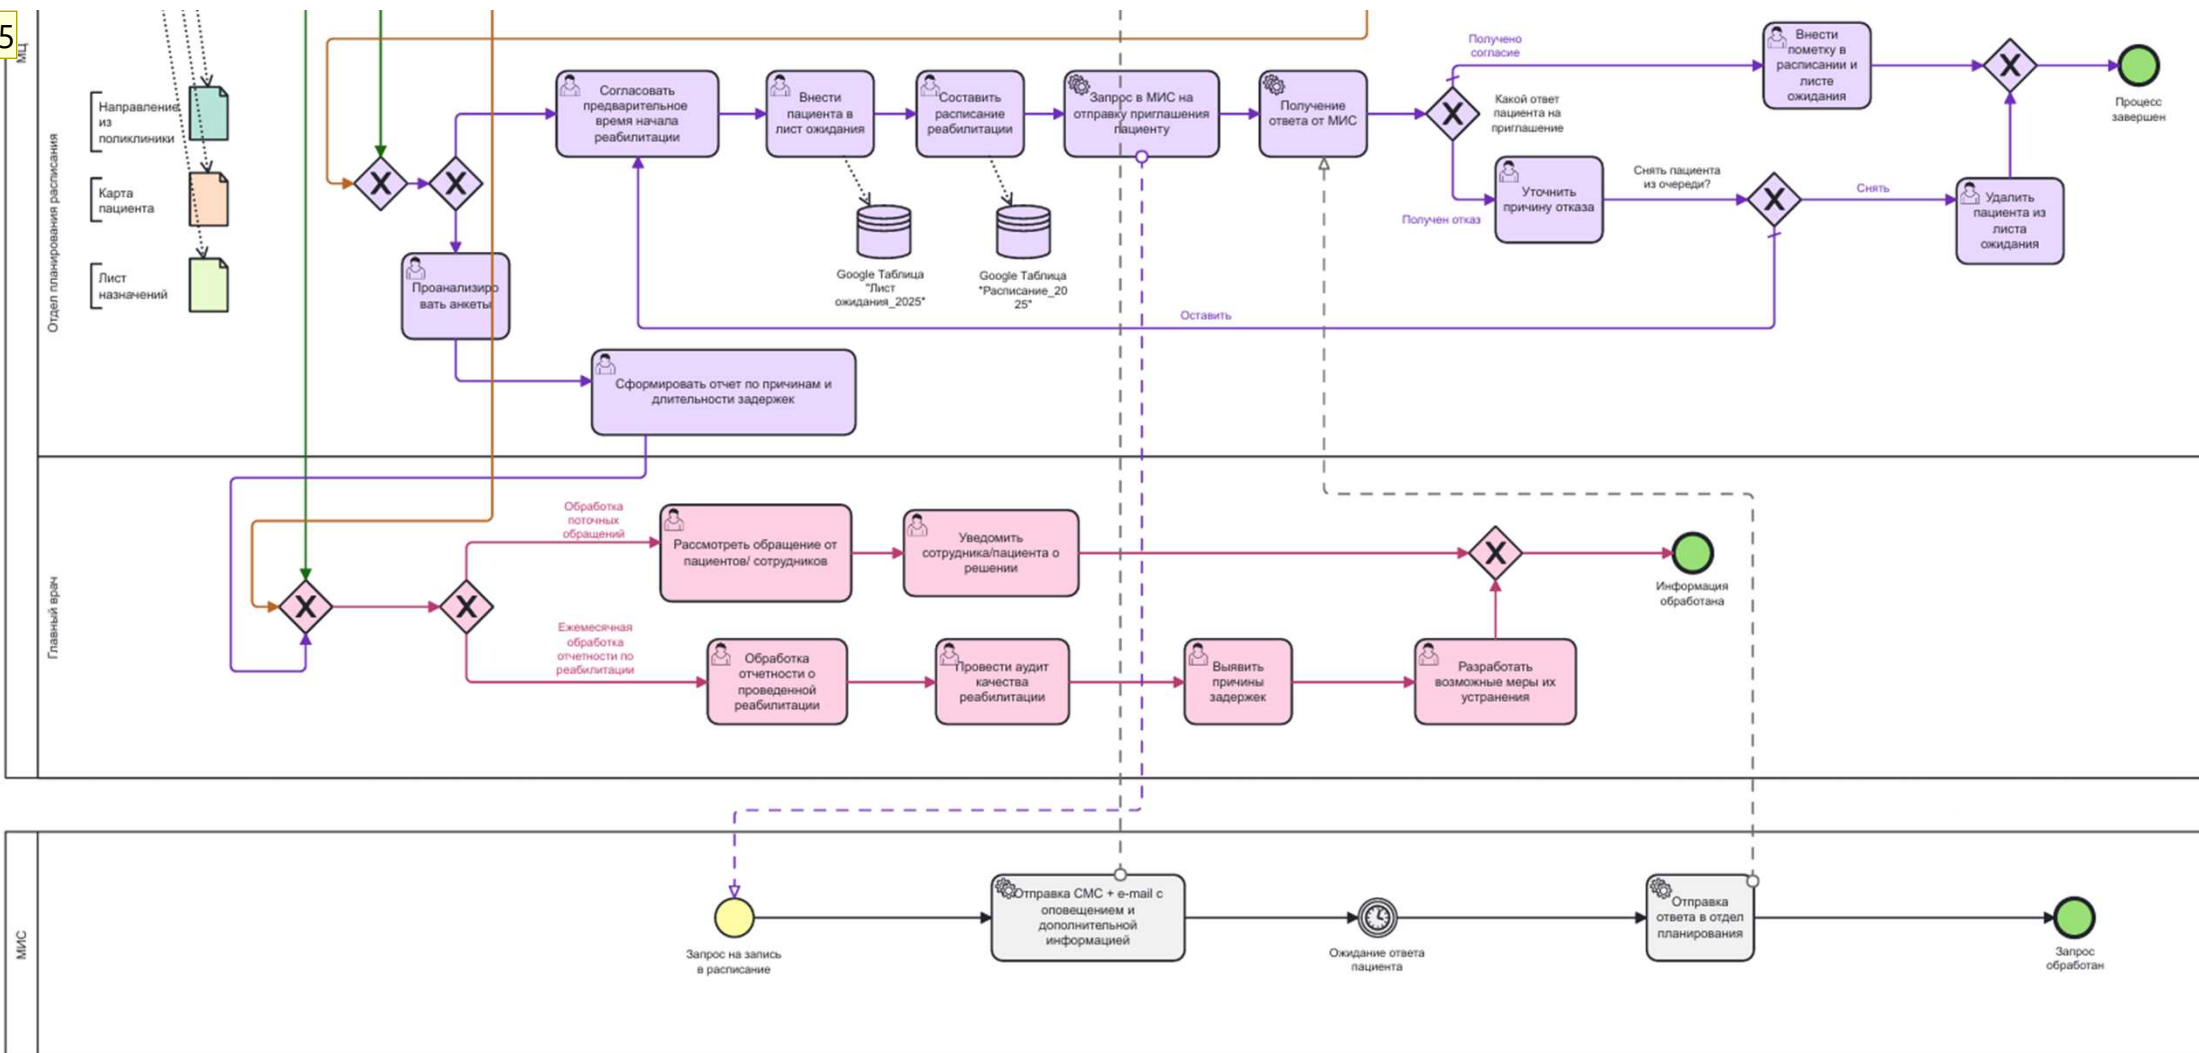 5
МЦ
Отдел планирования расписания
Направление
из
поликлиники
Карта
пациента
Лист
назначений
Согласовать
предварительное
время начала
реабилитации
Внести
пациента в
лист ожидания
Составить
расписание
реабилитации
Запрос в МИС на
отправку приглашения
пациенту
Получение
ответа от МИС
Получено
согласие
Какой ответ
пациента на
приглашение
Получен отказ
Внести
пометку в
расписании и
листе
ожидания
Процесс
завершен
Уточнить
причину отказа
Снять пациента
из очереди?
Снять
Удалить
пациента из
листа
ожидания
Google Таблица
"Лист
ожидания_2025"
Google Таблица
"Расписание_20
25"
Проанализиро
вать анкеты
Оставить
Сформировать отчет по причинам и
длительности задержек
Главный врач
Обработка
поточных
обращений
Рассмотреть обращение от
пациентов/ сотрудников
Уведомить
сотрудника/пациента о
решении
Информация
обработана
Ежемесячная
обработка
отчетности по
реабилитации
Обработка
отчетности о
проведенной
реабилитации
Провести аудит
качества
реабилитации
Выявить
причины
задержек
Разработать
возможные меры их
устранения
МИС
Запрос на запись
в расписание
Отправка СМС + e-mail с
оповещением и
дополнительной
информацией
Ожидание ответа
пациента
Отправка
ответа в отдел
планирования
Запрос
обработан